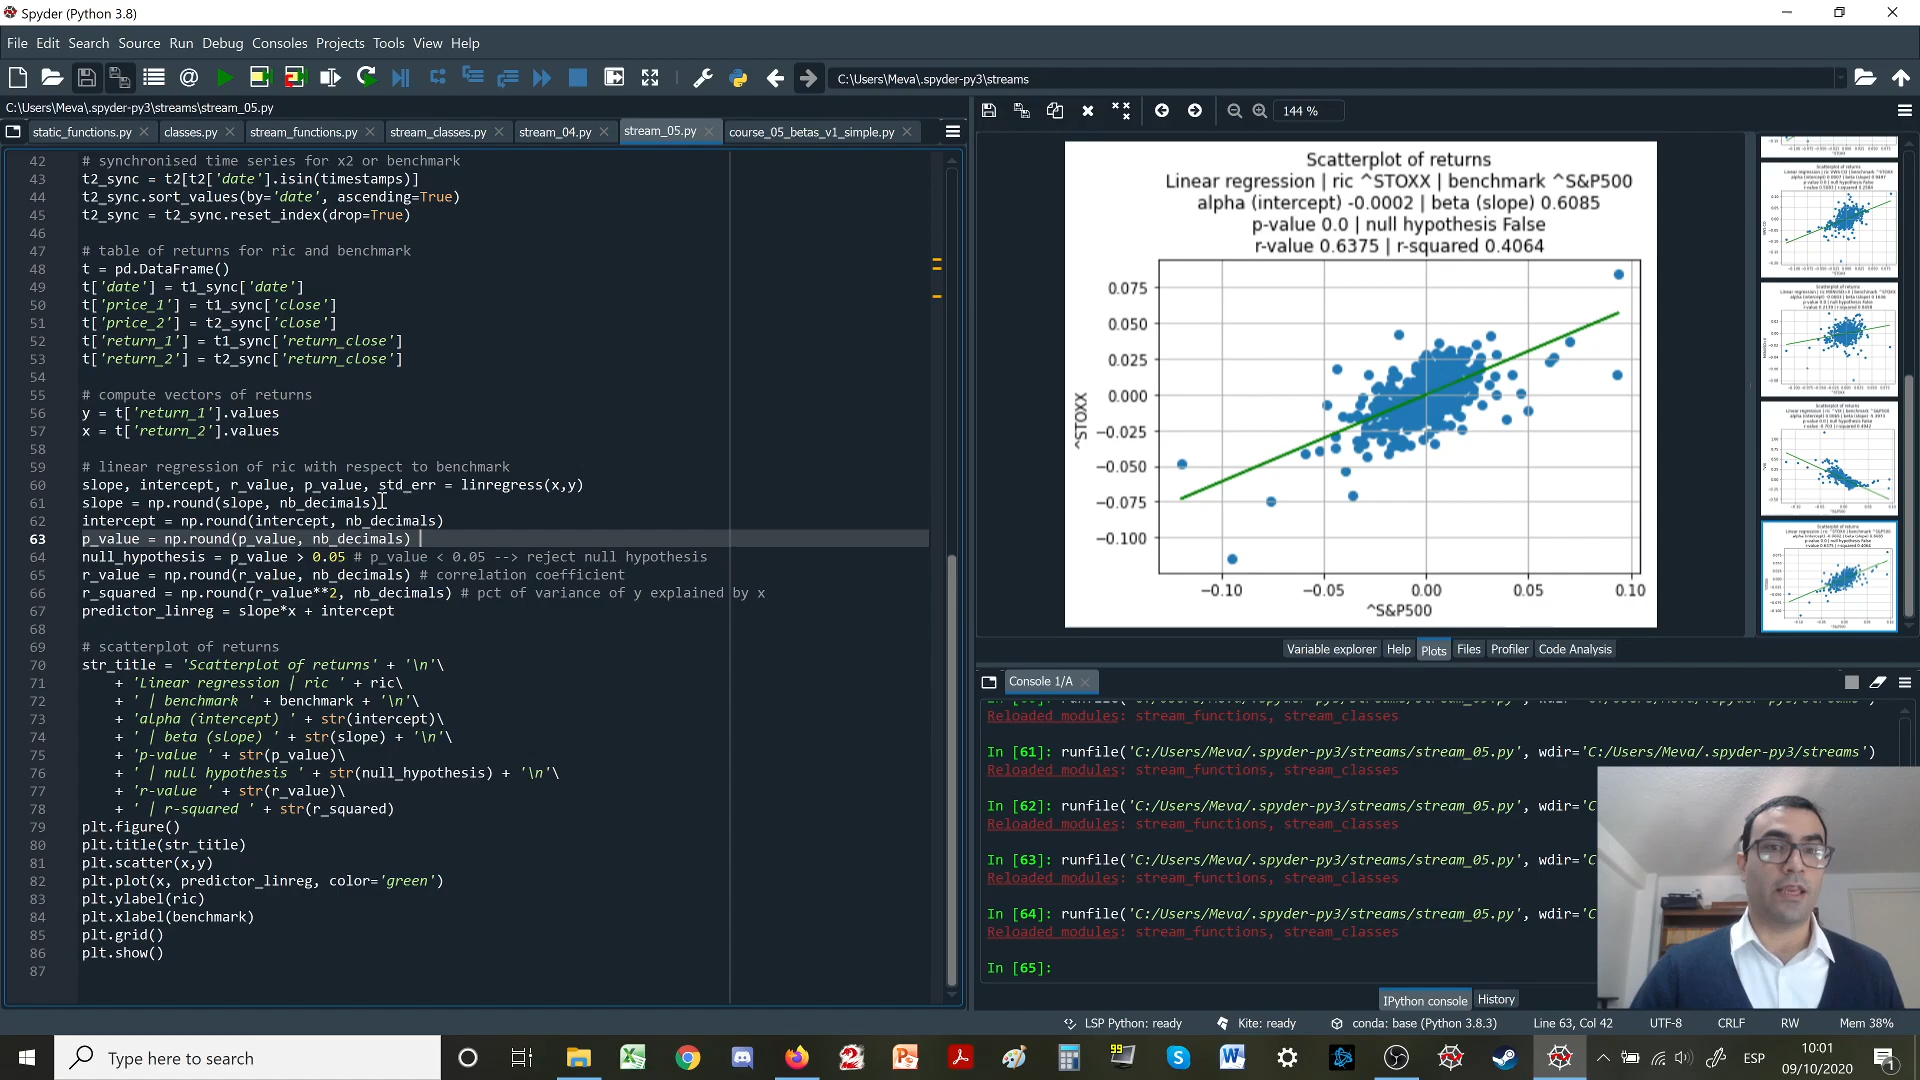 Spyder (Python 3.8)
File Edit Search Source Run Debug Consoles Projects Tools View Help
C:\Users\Meva\.spyder-py3\streams
C:\Users\Meva\.spyder-py3\streams\stream_05.py
144 %
static_functions.py classes.py stream_functions.py stream_classes.py stream_04.py stream_05.py course_05_betas_v1_simple.py
42 # synchronised time series for x2 or benchmark
43 t2_sync = t2[t2['date'].isin(timestamps)]
44 t2_sync.sort_values(by='date', ascending=True)
45 t2_sync = t2_sync.reset_index(drop=True)
46
47 # table of returns for ric and benchmark
48 t = pd.DataFrame()
49 t['date'] = t1_sync['date']
50 t['price_1'] = t1_sync['close']
51 t['price_2'] = t2_sync['close']
52 t['return_1'] = t1_sync['return_close']
53 t['return_2'] = t2_sync['return_close']
54
55 # compute vectors of returns
56 y = t['return_1'].values
57 x = t['return_2'].values
58
59 # linear regression of ric with respect to benchmark
60 slope, intercept, r_value, p_value, std_err = linregress(x,y)
61 slope = np.round(slope, nb_decimals)
62 intercept = np.round(intercept, nb_decimals)
63 p_value = np.round(p_value, nb_decimals)
64 null_hypothesis = p_value > 0.05 # p_value < 0.05 --> reject null hypothesis
65 r_value = np.round(r_value, nb_decimals) # correlation coefficient
66 r_squared = np.round(r_value**2, nb_decimals) # pct of variance of y explained by x
67 predictor_linreg = slope*x + intercept
68
69 # scatterplot of returns
70 str_title = 'Scatterplot of returns' + '\n'\
71 + 'Linear regression | ric ' + ric\
72 + ' | benchmark ' + benchmark + '\n'\
73 + 'alpha (intercept) ' + str(intercept)\
74 + ' | beta (slope) ' + str(slope) + '\n'\
75 + 'p-value ' + str(p_value)\
76 + ' | null hypothesis ' + str(null_hypothesis) + '\n'\
77 + 'r-value ' + str(r_value)\
78 + ' | r-squared ' + str(r_squared)
79 plt.figure()
80 plt.title(str_title)
81 plt.scatter(x,y)
82 plt.plot(x, predictor_linreg, color='green')
83 plt.ylabel(ric)
84 plt.xlabel(benchmark)
85 plt.grid()
86 plt.show()
87
Scatterplot of returns
Linear regression | ric ^STOXX | benchmark ^S&P500
alpha (intercept) -0.0002 | beta (slope) 0.6085
p-value 0.0 | null hypothesis False
r-value 0.6375 | r-squared 0.4064
0.075
0.050
0.025
0.000
−0.025
−0.050
−0.075
−0.100
^STOXX
−0.10 −0.05 0.00 0.05 0.10
^S&P500
Variable explorer Help Plots Files Profiler Code Analysis
Console 1/A
Reloaded modules: stream_functions, stream_classes
In [61]: runfile('C:/Users/Meva/.spyder-py3/streams/stream_05.py', wdir='C:/Users/Meva/.spyder-py3/streams')
Reloaded modules: stream_functions, stream_classes
In [62]: runfile('C:/Users/Meva/.spyder-py3/streams/stream_05.py', wdir='C
Reloaded modules: stream_functions, stream_classes
In [63]: runfile('C:/Users/Meva/.spyder-py3/streams/stream_05.py', wdir='C
Reloaded modules: stream_functions, stream_classes
In [64]: runfile('C:/Users/Meva/.spyder-py3/streams/stream_05.py', wdir='C
Reloaded modules: stream_functions, stream_classes
In [65]:
IPython console History
LSP Python: ready Kite: ready conda: base (Python 3.8.3) Line 63, Col 42 UTF-8 CRLF RW Mem 38%
Type here to search
99
ESP
10:01
09/10/2020
1